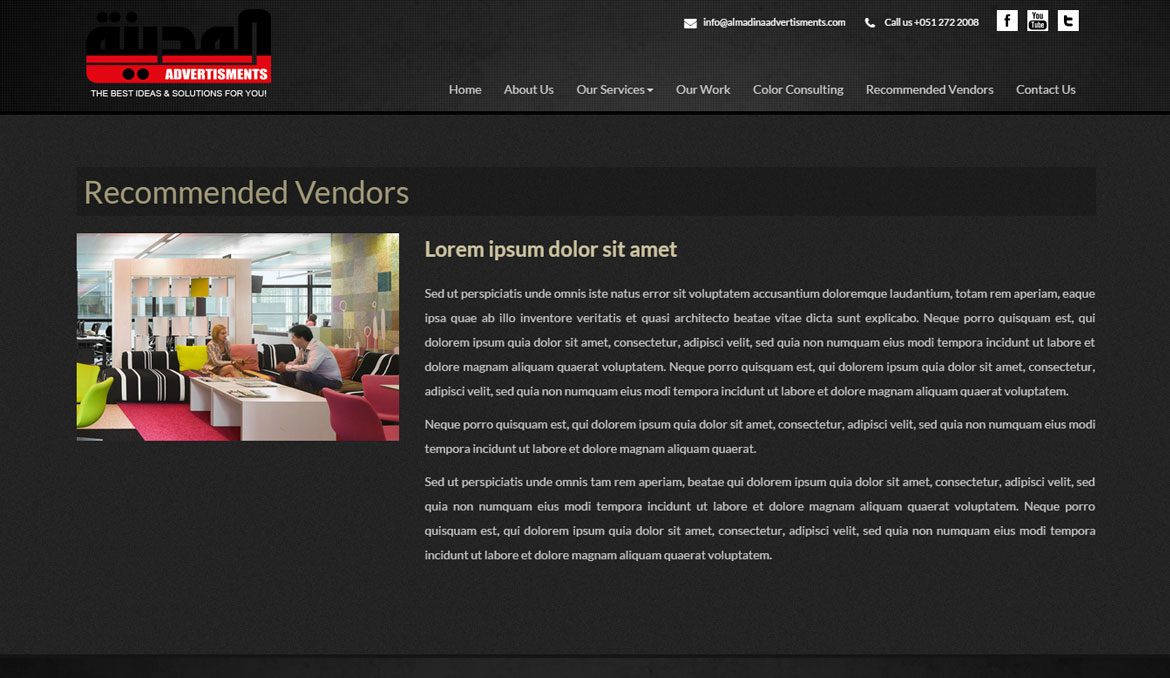 المدينة
ADVERTISMENTS
THE BEST IDEAS & SOLUTIONS FOR YOU!
info@almadinaadvertisments.com Call us +051 272 2008 f You Tube t
Home About Us Our Services Our Work Color Consulting Recommended Vendors Contact Us
Recommended Vendors
Lorem ipsum dolor sit amet
Sed ut perspiciatis unde omnis iste natus error sit voluptatem accusantium doloremque laudantium, totam rem aperiam, eaque
ipsa quae ab illo inventore veritatis et quasi architecto beatae vitae dicta sunt explicabo. Neque porro quisquam est, qui
dolorem ipsum quia dolor sit amet, consectetur, adipisci velit, sed quia non numquam eius modi tempora incidunt ut labore et
dolore magnam aliquam quaerat voluptatem. Neque porro quisquam est, qui dolorem ipsum quia dolor sit amet, consectetur,
adipisci velit, sed quia non numquam eius modi tempora incidunt ut labore et dolore magnam aliquam quaerat voluptatem.
Neque porro quisquam est, qui dolorem ipsum quia dolor sit amet, consectetur, adipisci velit, sed quia non numquam eius modi
tempora incidunt ut labore et dolore magnam aliquam quaerat.
Sed ut perspiciatis unde omnis tam rem aperiam, beatae qui dolorem ipsum quia dolor sit amet, consectetur, adipisci velit, sed
quia non numquam eius modi tempora incidunt ut labore et dolore magnam aliquam quaerat voluptatem. Neque porro
quisquam est, qui dolorem ipsum quia dolor sit amet, consectetur, adipisci velit, sed quia non numquam eius modi tempora
incidunt ut labore et dolore magnam aliquam quaerat voluptatem.